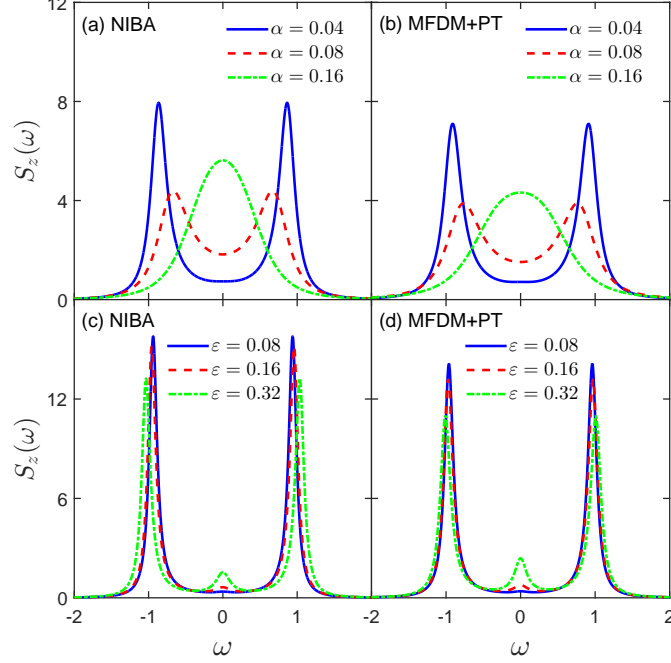 12
(a) NIBA
α = 0.04
α = 0.08
α = 0.16
8
4
0
S_z(ω)
(b) MFDM+PT
α = 0.04
α = 0.08
α = 0.16
(c) NIBA
ε = 0.08
ε = 0.16
ε = 0.32
12
6
0
S_z(ω)
-2 -1 0 1 2
ω
(d) MFDM+PT
ε = 0.08
ε = 0.16
ε = 0.32
-1 0 1 2
ω